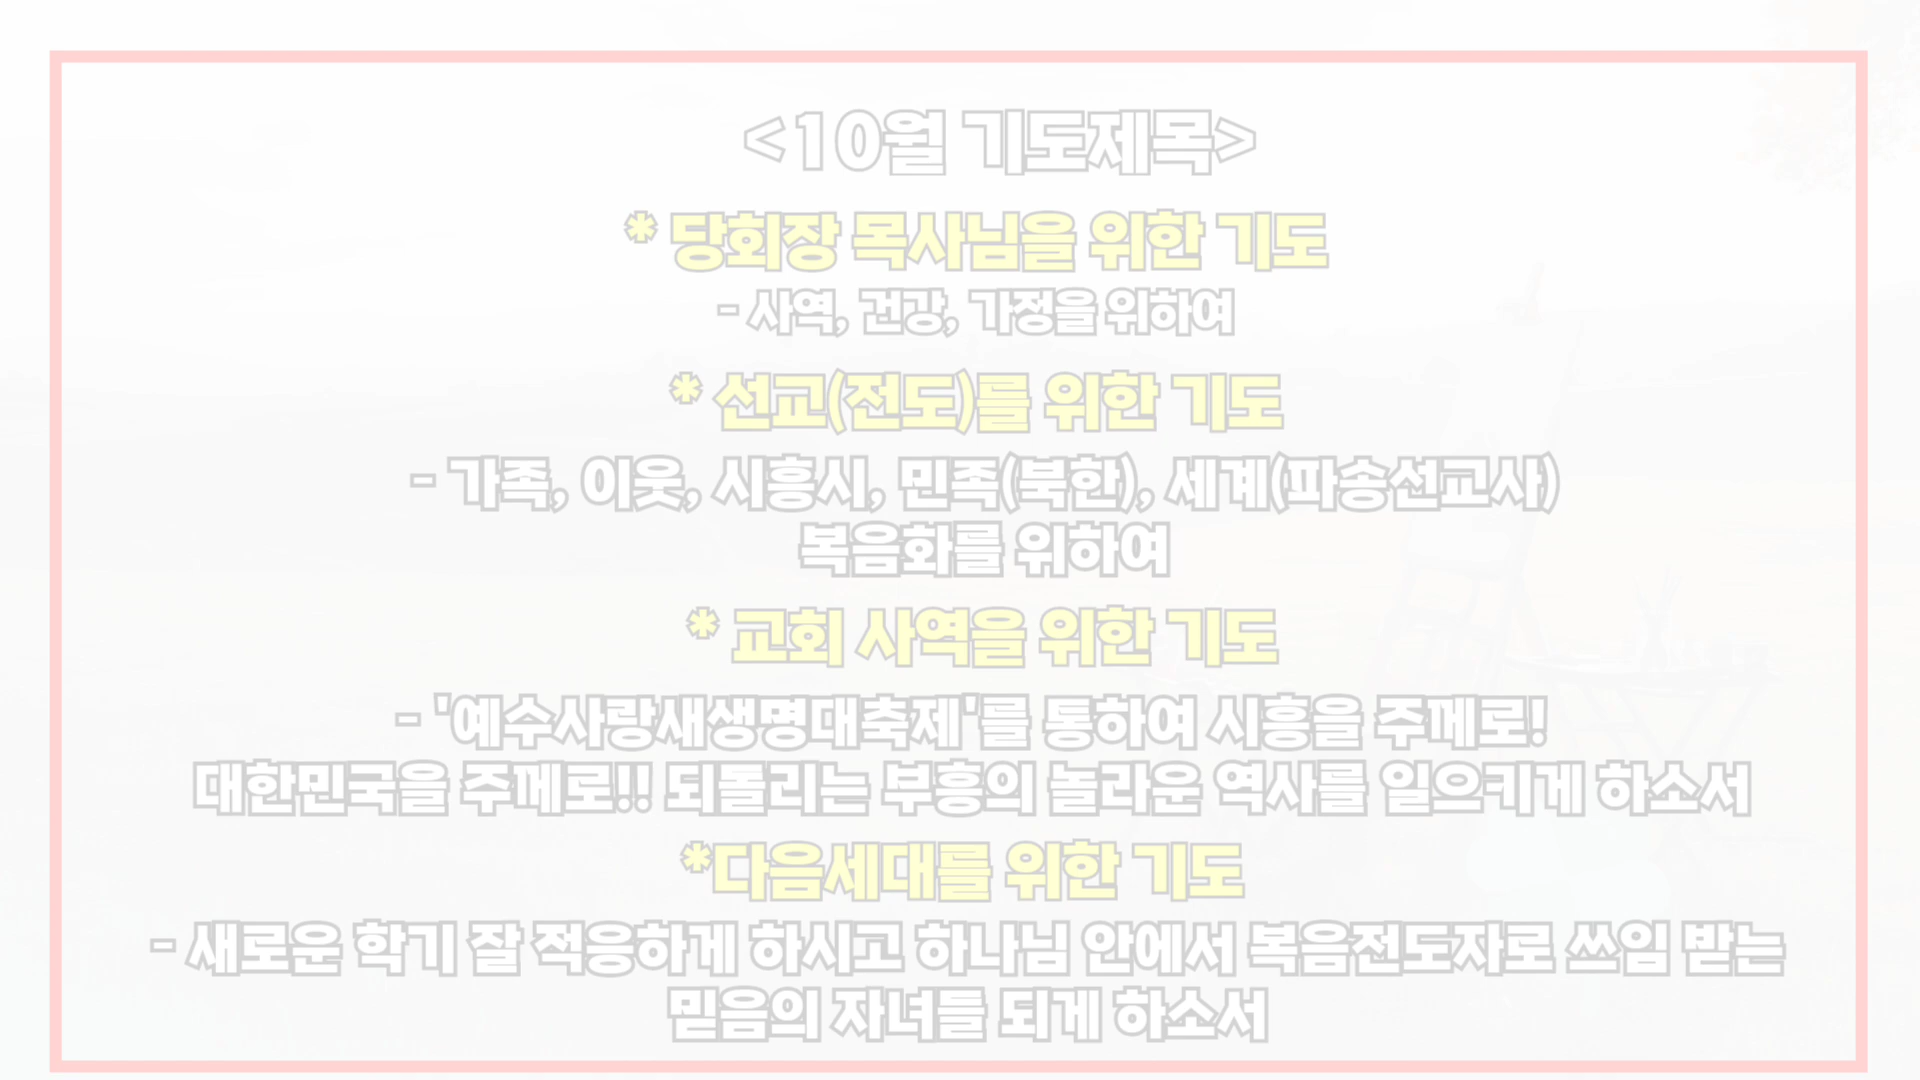 <10월 기도제목>
* 당회장 목사님을 위한 기도
- 사역, 건강, 가정을 위하여
* 선교(전도)를 위한 기도
- 가족, 이웃, 시흥시, 민족(북한), 세계(파송선교사)
복음화를 위하여
* 교회 사역을 위한 기도
- '예수사랑새생명대축제'를 통하여 시흥을 주께로!
대한민국을 주께로!! 되돌리는 부흥의 놀라운 역사를 일으키게 하소서
*다음세대를 위한 기도
- 새로운 학기 잘 적응하게 하시고 하나님 안에서 복음전도자로 쓰임 받는
믿음의 자녀들 되게 하소서